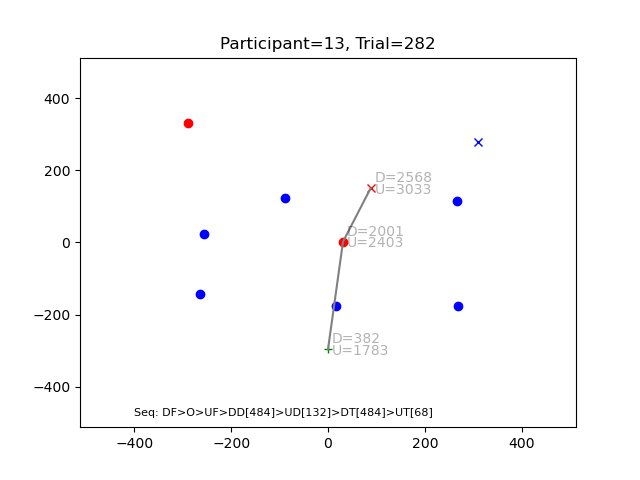 Participant=13, Trial=282
400
200
0
−200
−400
D=2568
U=3033
D=2001
U=2403
D=382
U=1783
Seq: DF>O>UF>DD[484]>UD[132]>DT[484]>UT[68]
−400
−200
0
200
400